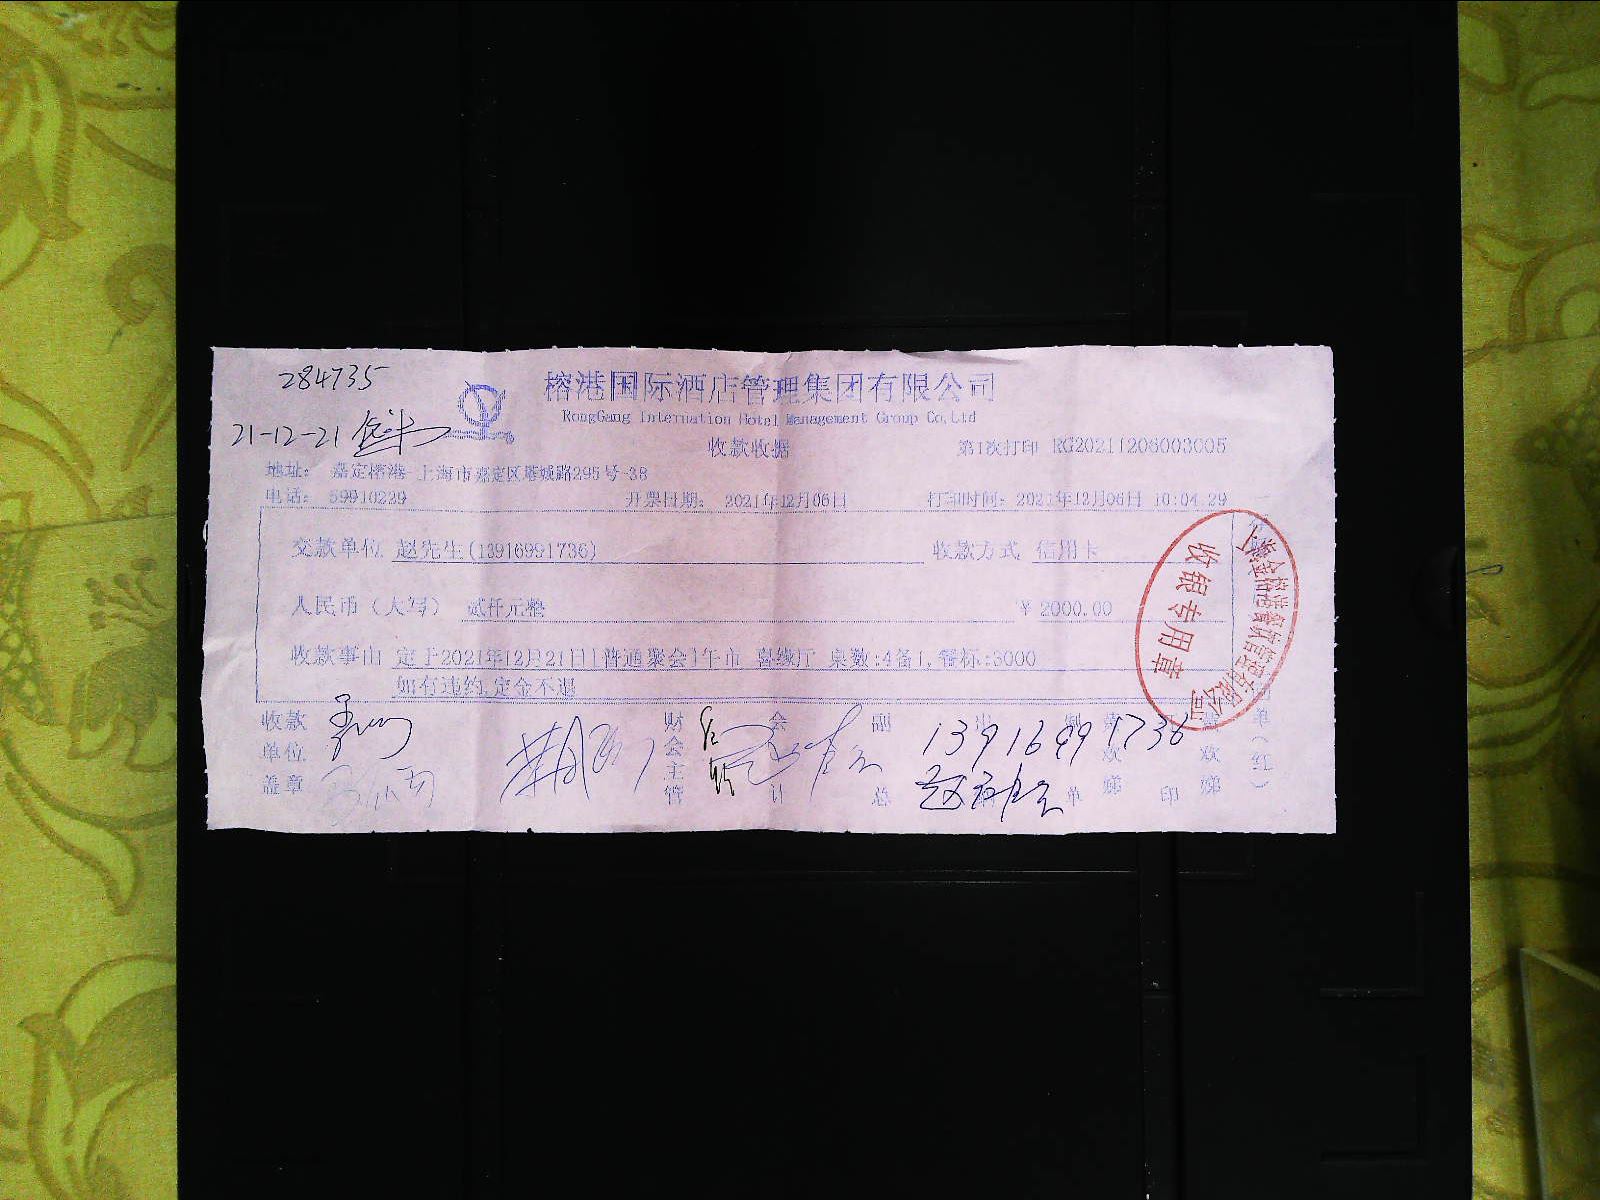 284735
21-12-21
榕港国际酒店管理集团有限公司
RongGang Internation Hotel Management Group Co,Ltd
收款收据
第1次打印 RG20211206003005
地址: 嘉定榕港 上海市嘉定区塔城路295号-38
电话: 59910229 开票日期: 2021年12月06日 打印时间: 2021年12月06日 10:04:29
交款单位 赵先生(13916991736) 收款方式 信用卡
人民币(大写) 贰仟元整 ¥ 2000.00
收款事由 定于2021年12月21日[普通聚会]午市 喜缘厅 桌数:4备1,餐标:3000
如有违约,定金不退
收款单位盖章 财会主管 会计 副总 出纳 制单 印
13916991736
收银专用章
(红)